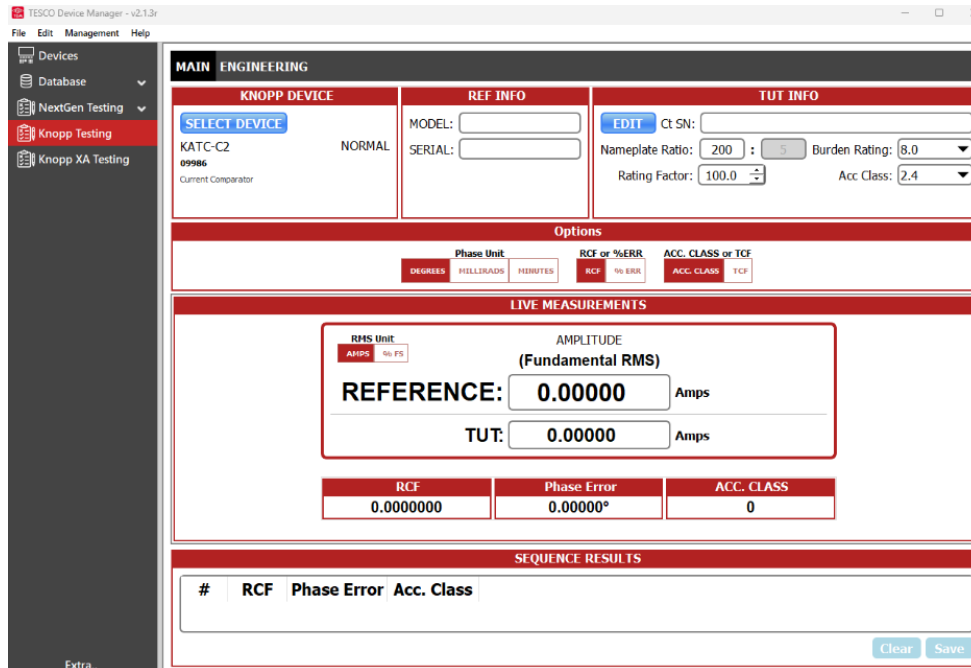 TESCO Device Manager - v2.1.3r
File Edit Management Help
Devices
Database
NextGen Testing
Knopp Testing
Knopp XA Testing
Extra
MAIN ENGINEERING
KNOPP DEVICE
SELECT DEVICE
KATC-C2 NORMAL
09986
Current Comparator
REF INFO
MODEL:
SERIAL:
TUT INFO
EDIT Ct SN:
Nameplate Ratio: 200 : 5 Burden Rating: 8.0
Rating Factor: 100.0 Acc Class: 2.4
Options
Phase Unit RCF or %ERR ACC. CLASS or TCF
DEGREES MILLIRADS MINUTES RCF % ERR ACC. CLASS TCF
LIVE MEASUREMENTS
RMS Unit
AMPS % FS
AMPLITUDE
(Fundamental RMS)
REFERENCE: 0.00000 Amps
TUT: 0.00000 Amps
RCF Phase Error ACC. CLASS
0.0000000 0.00000° 0
SEQUENCE RESULTS
# RCF Phase Error Acc. Class
Clear Save